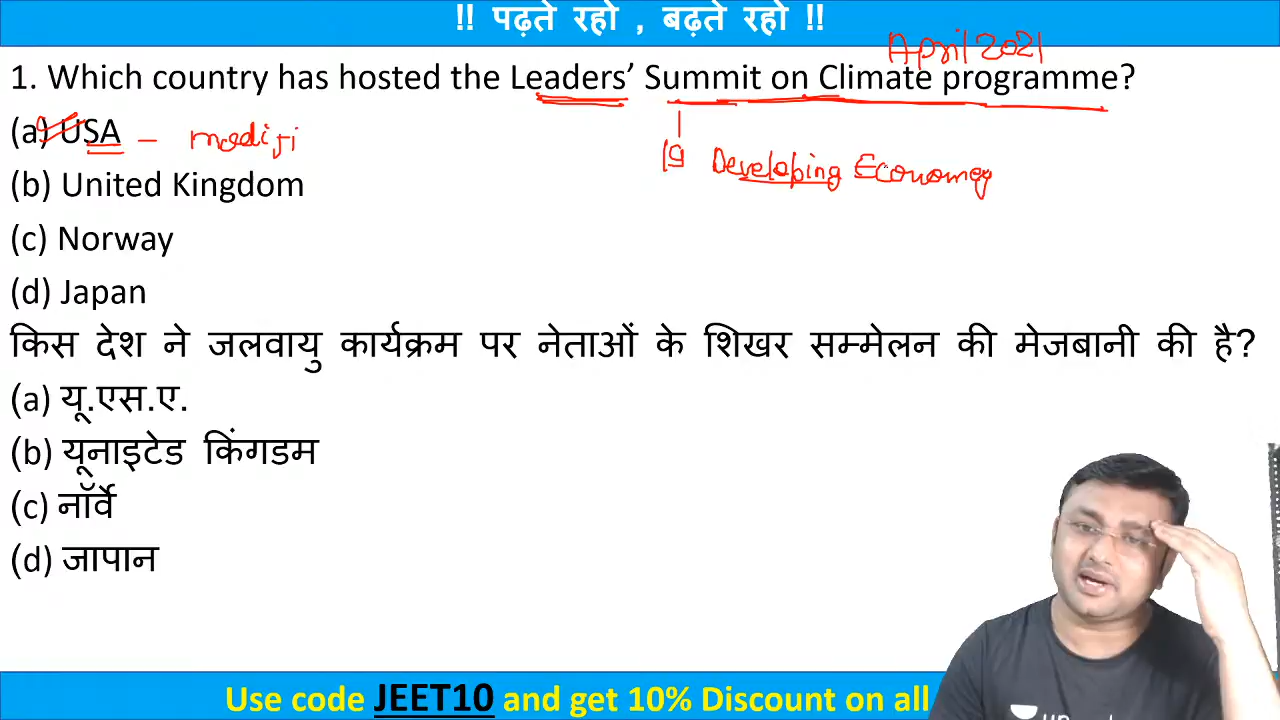 !! पढ़ते रहो , बढ़ते रहो !!
April 2021
1. Which country has hosted the Leaders’ Summit on Climate programme?
(a) USA – modiji
19 Developing Economy
(b) United Kingdom
(c) Norway
(d) Japan
किस देश ने जलवायु कार्यक्रम पर नेताओं के शिखर सम्मेलन की मेजबानी की है?
(a) यू.एस.ए.
(b) यूनाइटेड किंगडम
(c) नॉर्वे
(d) जापान
Use code JEET10 and get 10% Discount on all